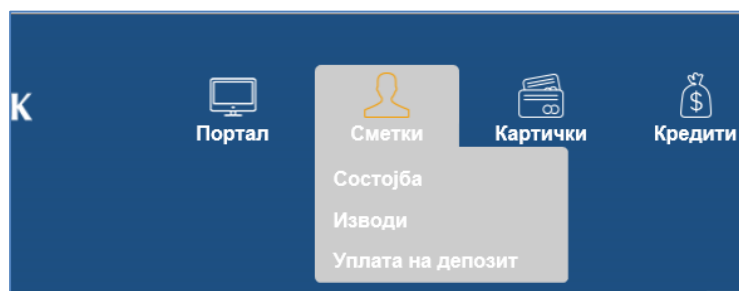 К
Портал
Сметки
Картички
Кредити
Состојба
Изводи
Уплата на депозит